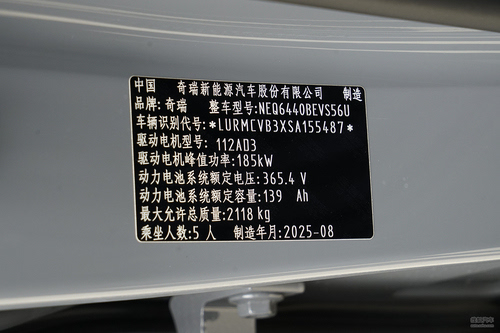 中国 奇瑞新能源汽车股份有限公司 制造
品牌:奇瑞 整车型号:NEQ6440BEVS56U
车辆识别代号:*LURMCVB3XSA155487*
驱动电机型号: 112AD3
驱动电机峰值功率:185kW
动力电池系统额定电压:365.4 V
动力电池系统额定容量:139 Ah
最大允许总质量:2118 kg
乘坐人数:5 人 制造年月:2025-08